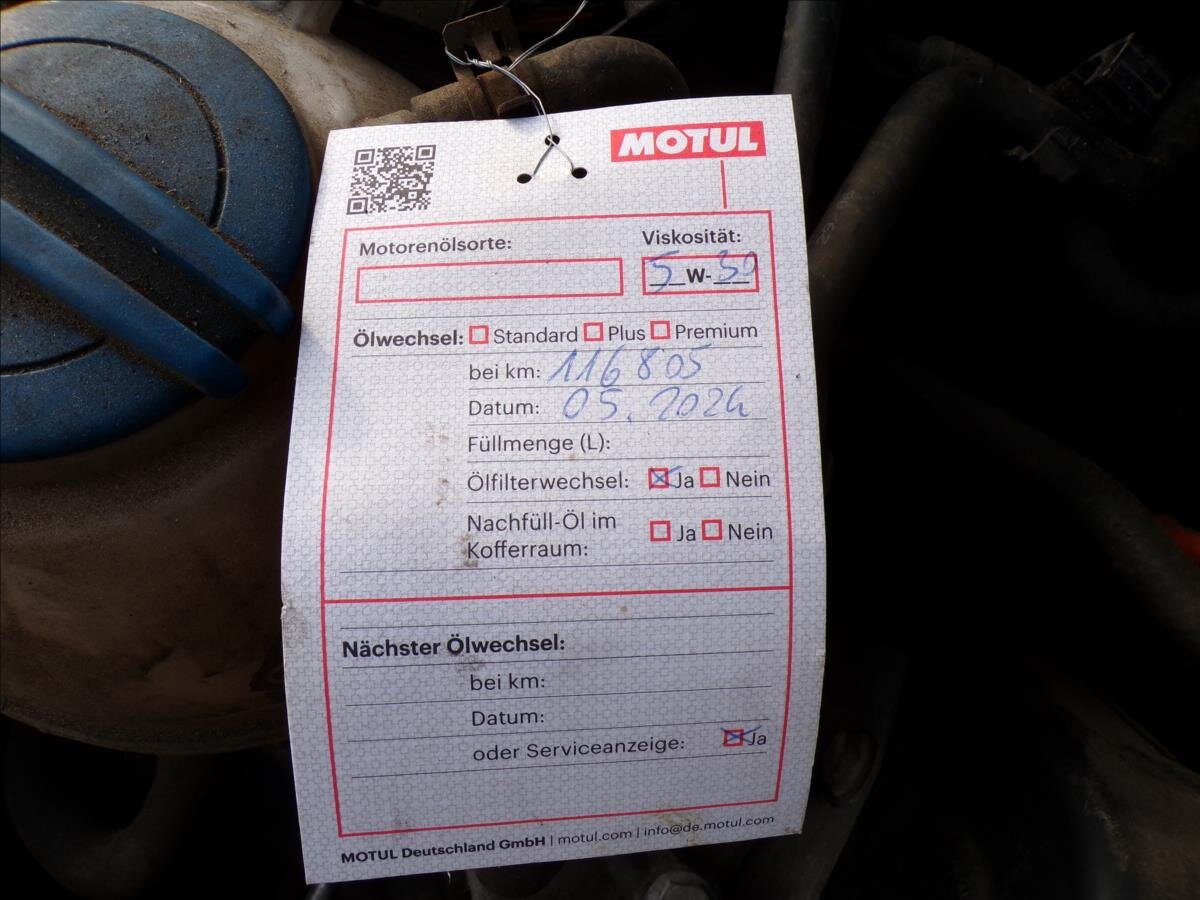 MOTUL
Motorenölsorte: Viskosität:
5 W-30
Ölwechsel: Standard Plus Premium
bei km: 116805
Datum: 05.2024
Füllmenge (L):
Ölfilterwechsel: Ja Nein
Nachfüll-Öl im
Kofferraum: Ja Nein
Nächster Ölwechsel:
bei km:
Datum:
oder Serviceanzeige: Ja
MOTUL Deutschland GmbH | motul.com | info@de.motul.com